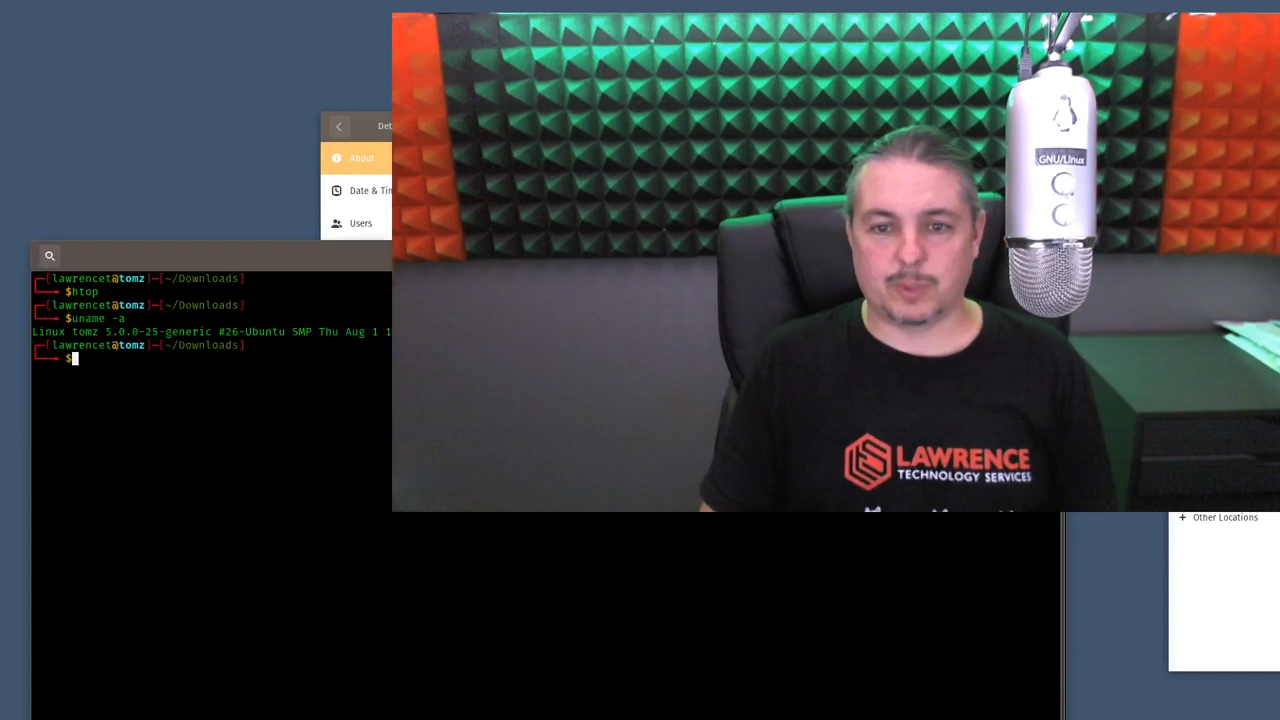 Det
About
Date & Tin
Users
┌─[lawrencet@tomz]─[~/Downloads]
└──╼ $htop
┌─[lawrencet@tomz]─[~/Downloads]
└──╼ $uname -a
Linux tomz 5.0.0-25-generic #26-Ubuntu SMP Thu Aug 1 1
┌─[lawrencet@tomz]─[~/Downloads]
└──╼ $
GNU/Linux
LAWRENCE
TECHNOLOGY SERVICES
Other Locations